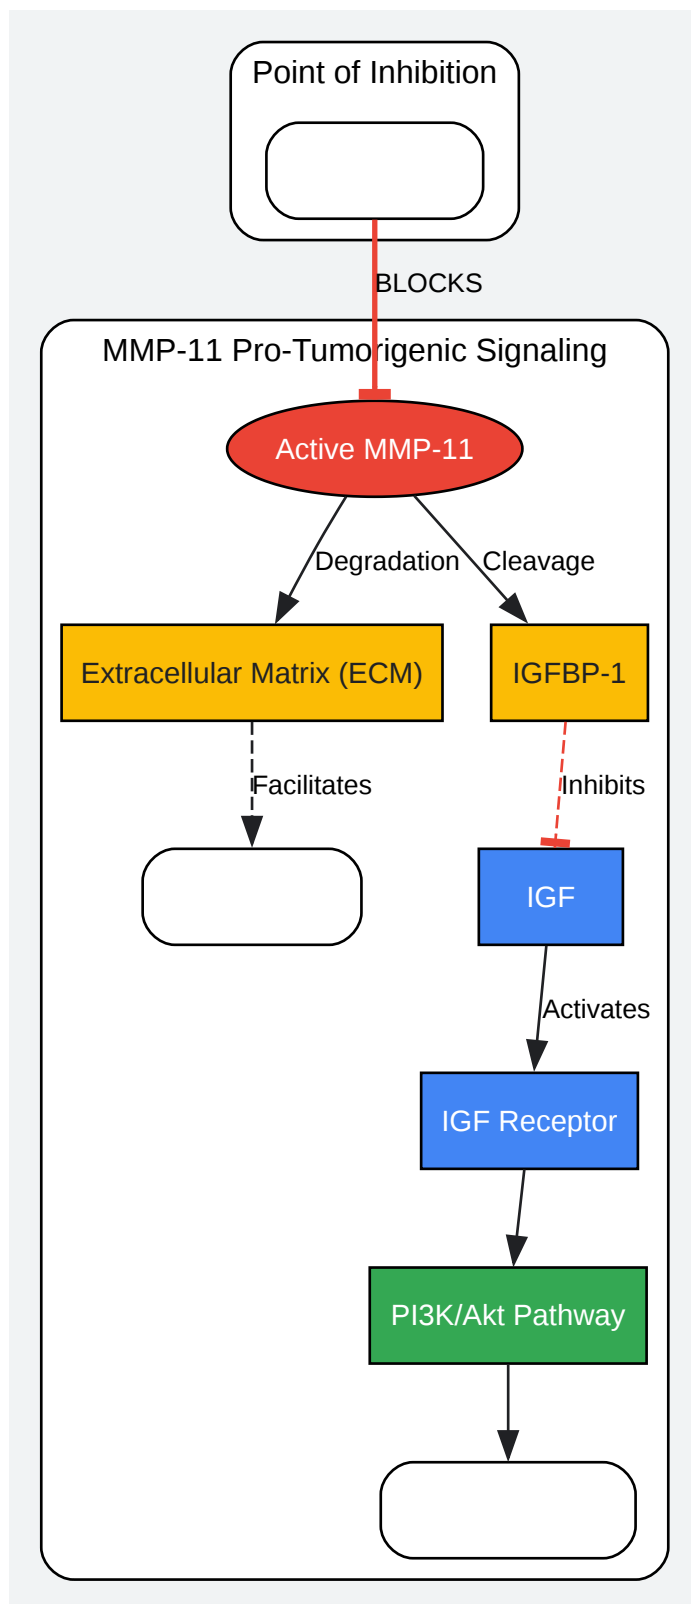 Point of Inhibition
BLOCKS
MMP-11 Pro-Tumorigenic Signaling
Active MMP-11
Degradation
Cleavage
Extracellular Matrix (ECM)
IGFBP-1
Facilitates
Inhibits
IGF
Activates
IGF Receptor
PI3K/Akt Pathway